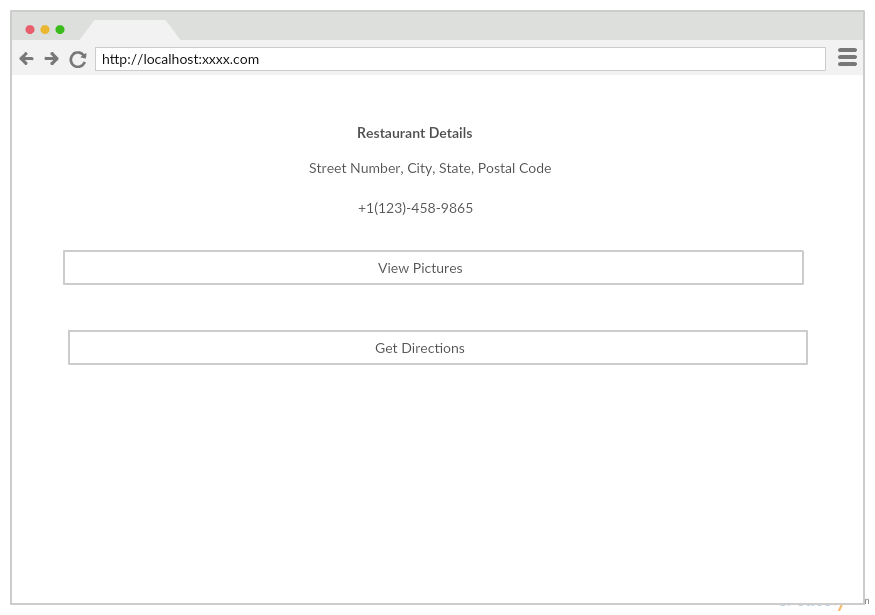 http://localhost:xxxx.com
Restaurant Details
Street Number, City, State, Postal Code
+1(123)-458-9865
View Pictures
Get Directions